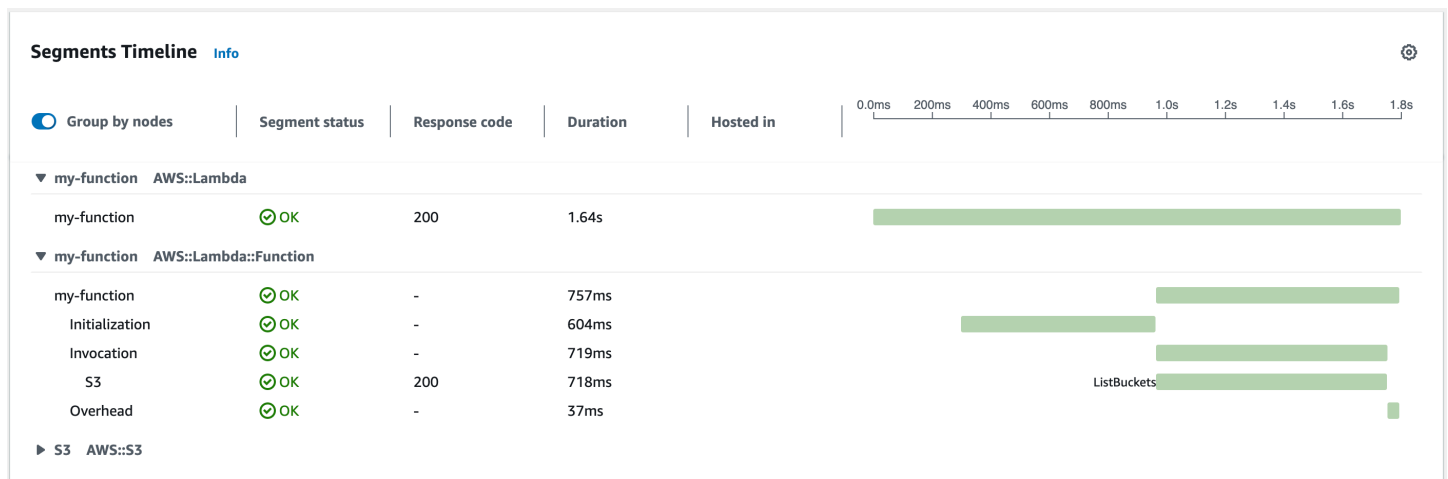 Segments Timeline Info
0.0ms 200ms 400ms 600ms 800ms 1.0s 1.2s 1.4s 1.6s 1.8s
Group by nodes Segment status Response code Duration Hosted in
my-function AWS::Lambda
my-function OK 200 1.64s
my-function AWS::Lambda::Function
my-function OK - 757ms
Initialization OK - 604ms
Invocation OK - 719ms
S3 OK 200 718ms ListBuckets
Overhead OK - 37ms
S3 AWS::S3